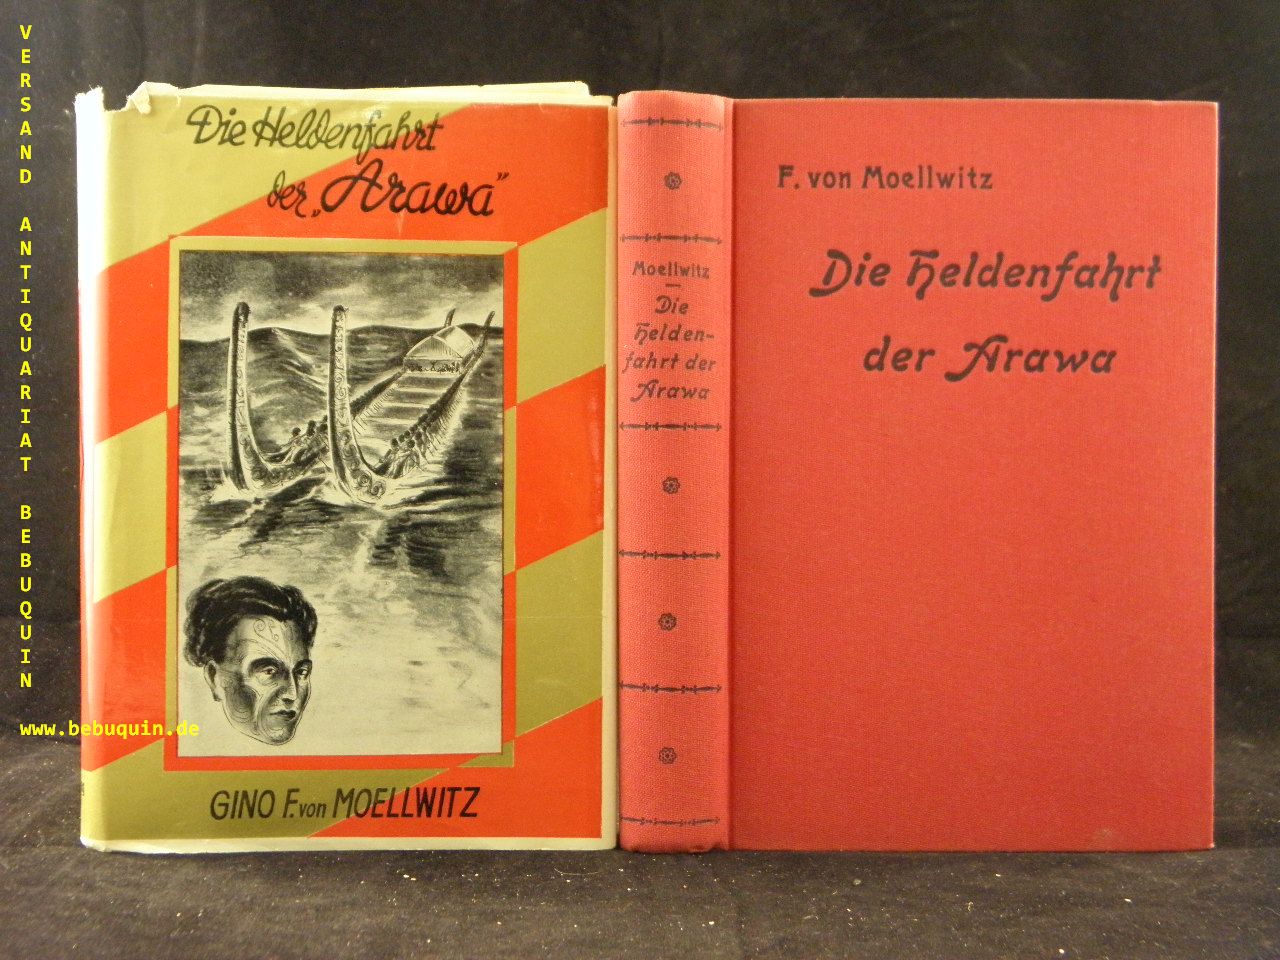 VERSAND ANTIQUARIAT BEBUQUIN
www.bebuquin.de
Die Heldenfahrt
der „Arawa"
GINO F. von MOELLWITZ
Moellwitz
Die
Helden-
fahrt der
Arawa
F. von Moellwitz
Die Heldenfahrt
der Arawa